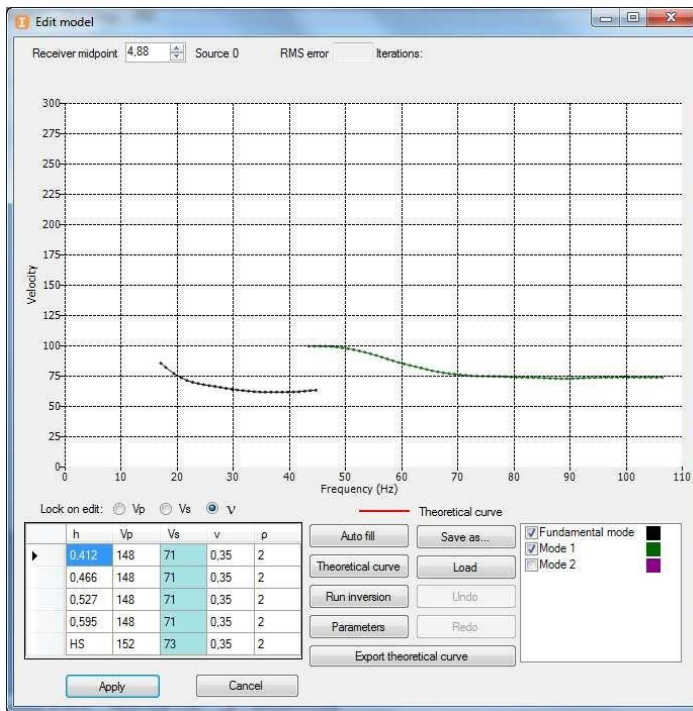 Edit model
Receiver midpoint 4,88 Source 0 RMS error Iterations:
300
275
250
225
200
175
150
125
100
75
50
25
0
Velocity
0 10 20 30 40 50 60 70 80 90 100 110
Frequency (Hz)
Lock on edit: Vp Vs ν Theoretical curve
h Vp Vs ν ρ
0,412 148 71 0,35 2
0,466 148 71 0,35 2
0,527 148 71 0,35 2
0,595 148 71 0,35 2
HS 152 73 0,35 2
Auto fill Save as...
Theoretical curve Load
Run inversion Undo
Parameters Redo
Export theoretical curve
Fundamental mode
Mode 1
Mode 2
Apply Cancel